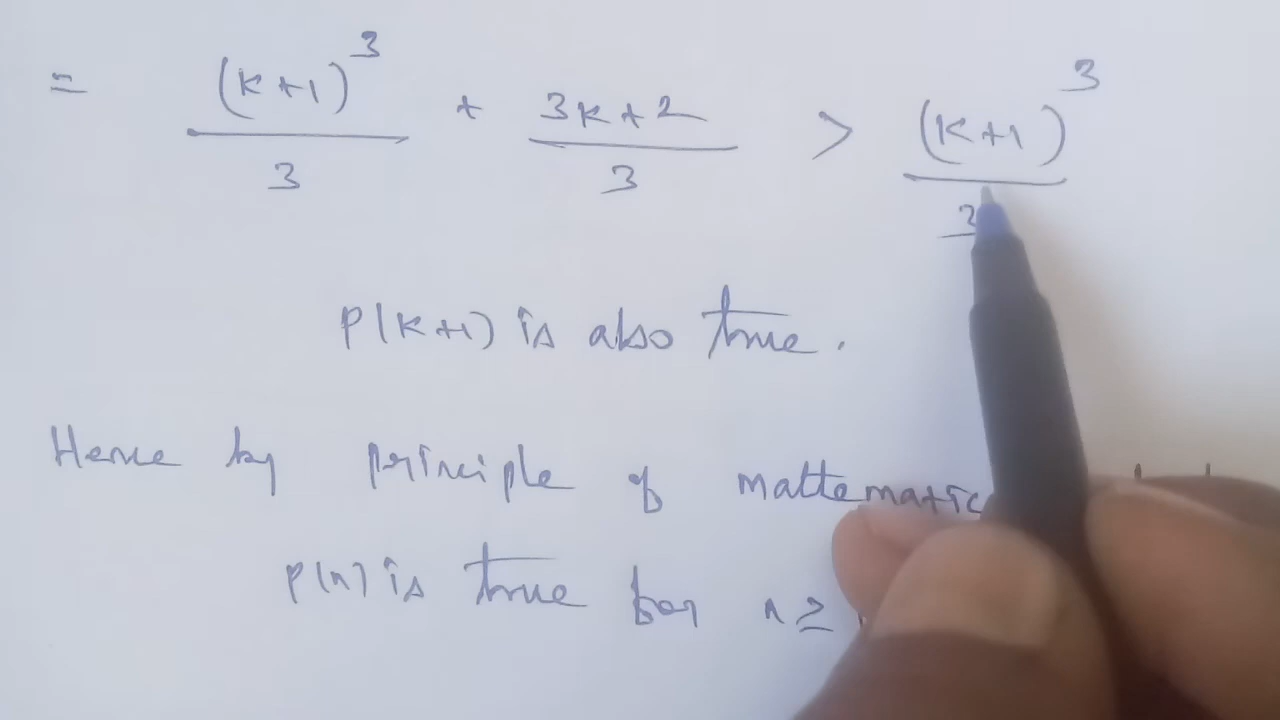 = (K+1)^3 / 3 + 3K+2 / 3 > (K+1)^3 / 3
P(K+1) is also true.
Hence by principle of
P(n) is true for n ≥